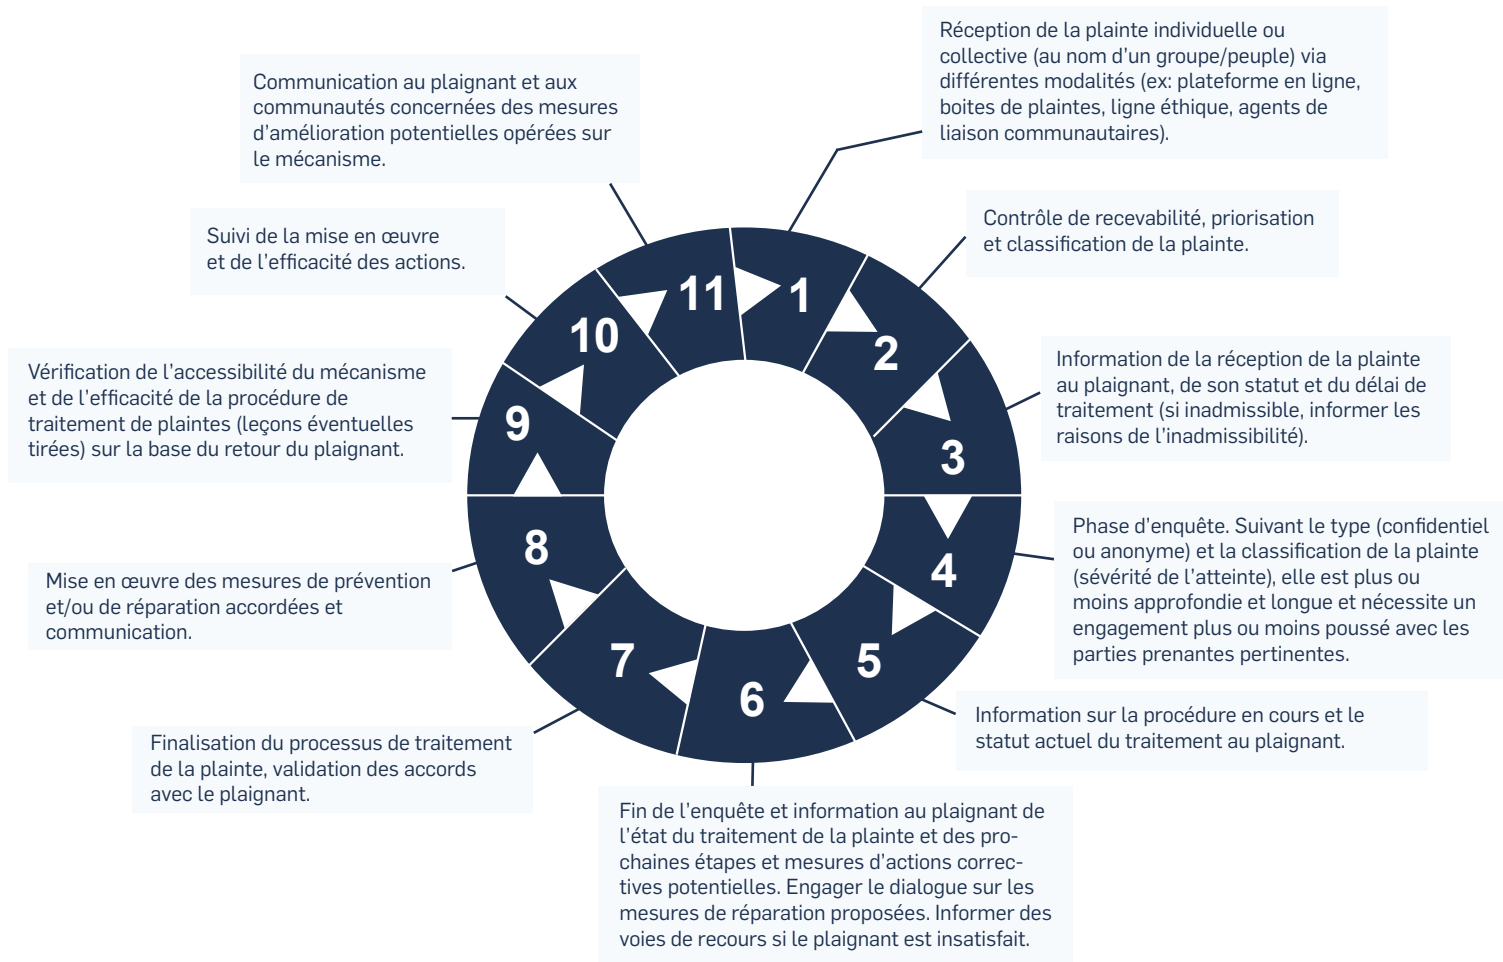 Réception de la plainte individuelle ou
collective (au nom d'un groupe/peuple) via
différentes modalités (ex: plateforme en ligne,
boites de plaintes, ligne éthique, agents de
liaison communautaires).
Contrôle de recevabilité, priorisation
et classification de la plainte.
Information de la réception de la plainte
au plaignant, de son statut et du délai de
traitement (si inadmissible, informer les
raisons de l'inadmissibilité).
Phase d'enquête. Suivant le type (confidentiel
ou anonyme) et la classification de la plainte
(sévérité de l'atteinte), elle est plus ou
moins approfondie et longue et nécessite un
engagement plus ou moins poussé avec les
parties prenantes pertinentes.
Information sur la procédure en cours et le
statut actuel du traitement au plaignant.
Fin de l'enquête et information au plaignant de
l'état du traitement de la plainte et des pro-
chaines étapes et mesures d'actions correc-
tives potentielles. Engager le dialogue sur les
mesures de réparation proposées. Informer des
voies de recours si le plaignant est insatisfait.
Finalisation du processus de traitement
de la plainte, validation des accords
avec le plaignant.
Mise en œuvre des mesures de prévention
et/ou de réparation accordées et
communication.
Vérification de l'accessibilité du mécanisme
et de l'efficacité de la procédure de
traitement de plaintes (leçons éventuelles
tirées) sur la base du retour du plaignant.
Suivi de la mise en œuvre
et de l'efficacité des actions.
Communication au plaignant et aux
communautés concernées des mesures
d'amélioration potentielles opérées sur
le mécanisme.
1
2
3
4
5
6
7
8
9
10
11